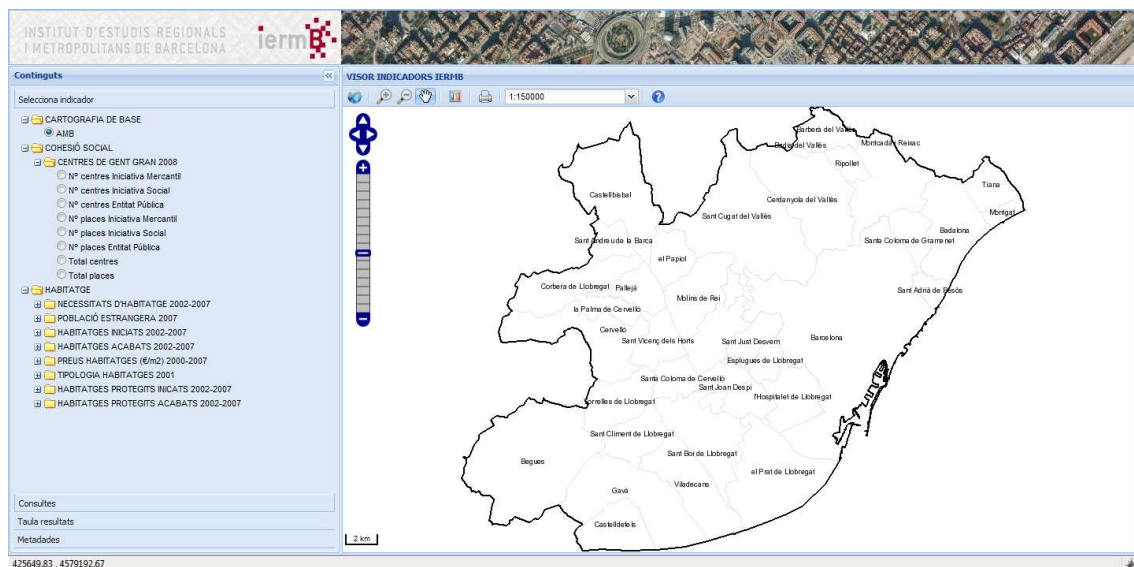 INSTITUT D'ESTUDIS REGIONALS
I METROPOLITANS DE BARCELONA
iermB
Continguts
VISOR INDICADORS IERMB
Selecciona indicador
1:150000
CARTOGRAFIA DE BASE
AMB
COHESIÓ SOCIAL
CENTRES DE GENT GRAN 2008
Nº centres Iniciativa Mercantil
Nº centres Iniciativa Social
Nº centres Entitat Pública
Nº places Iniciativa Mercantil
Nº places Iniciativa Social
Nº places Entitat Pública
Total centres
Total places
HABITATGE
NECESSITATS D'HABITATGE 2002-2007
POBLACIÓ ESTRANGERA 2007
HABITATGES INICIATS 2002-2007
HABITATGES ACABATS 2002-2007
PREUS HABITATGES (€/m2) 2000-2007
TIPOLOGIA HABITATGES 2001
HABITATGES PROTEGITS INICATS 2002-2007
HABITATGES PROTEGITS ACABATS 2002-2007
Consultes
Taula resultats
Metadades
Barberà del Vallès
Badia del Vallès
Montcada i Reixac
Ripollet
Tiana
Castellbisbal
Cerdanyola del Vallès
Montgat
Sant Cugat del Vallès
Badalona
Sant Andreu de la Barca
Santa Coloma de Gramenet
el Papiol
Corbera de Llobregat
Pallejà
Sant Adrià de Besòs
Molins de Rei
la Palma de Cervelló
Cervelló
Barcelona
Sant Vicenç dels Horts
Sant Just Desvern
Esplugues de Llobregat
Santa Coloma de Cervelló
Sant Joan Despí
l'Hospitalet de Llobregat
Torrelles de Llobregat
Sant Climent de Llobregat
Sant Boi de Llobregat
Begues
el Prat de Llobregat
Viladecans
Gavà
Castelldefels
2 km
425649.83 , 4579192.67